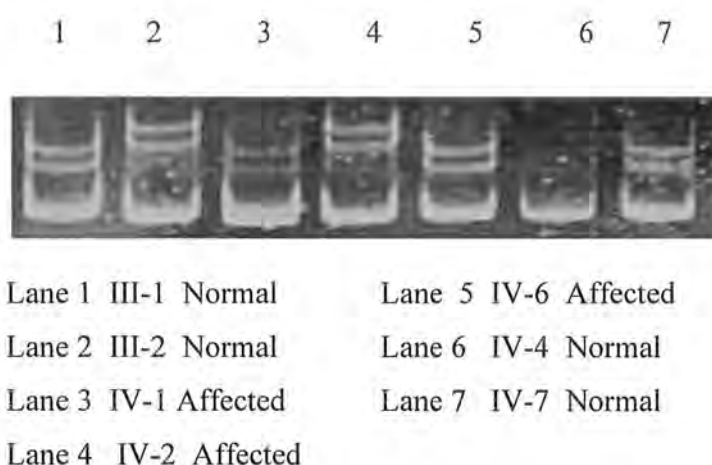 1 2 3 4 5 6 7
Lane 1 III-1 Normal
Lane 2 III-2 Normal
Lane 3 IV-1 Affected
Lane 4 IV-2 Affected
Lane 5 IV-6 Affected
Lane 6 IV-4 Normal
Lane 7 IV-7 Normal